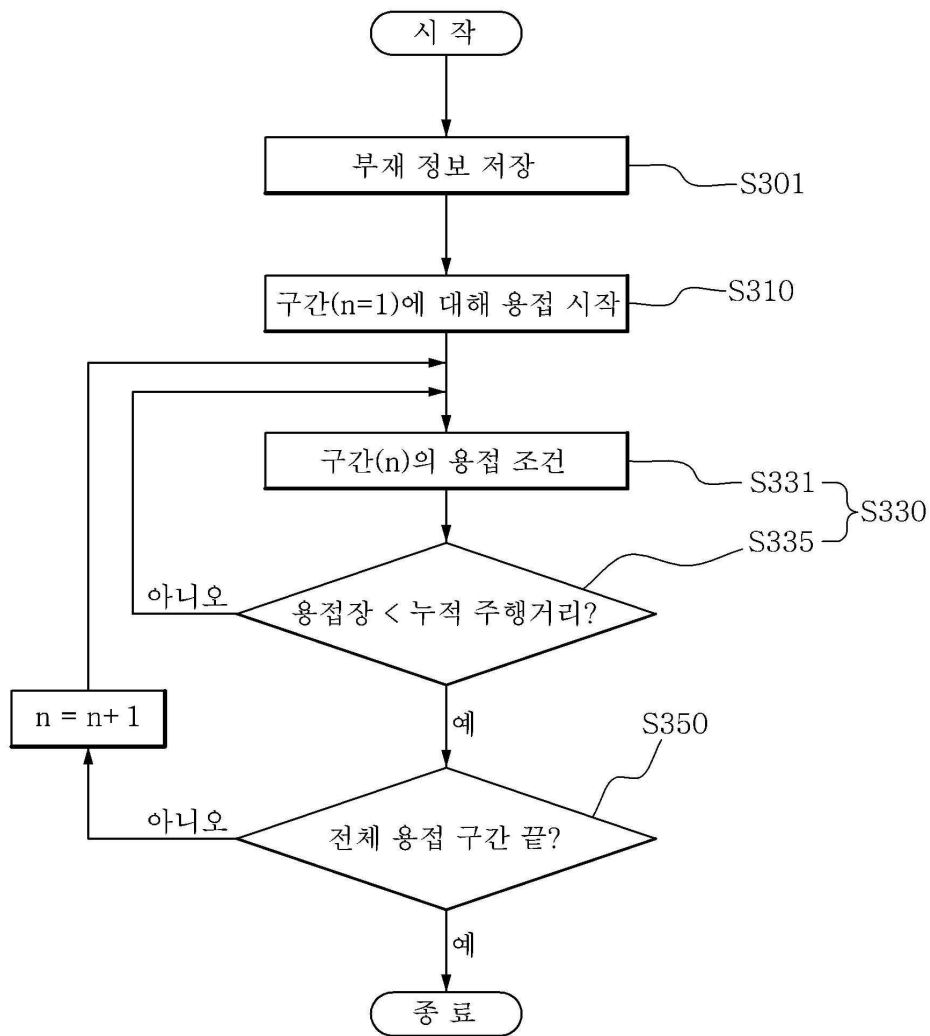 시 작
부재 정보 저장
S301
구간(n=1)에 대해 용접 시작
S310
구간(n)의 용접 조건
S331
S330
S335
아니오
용접장 < 누적 주행거리?
n = n+1
예
S350
아니오
전체 용접 구간 끝?
예
종 료